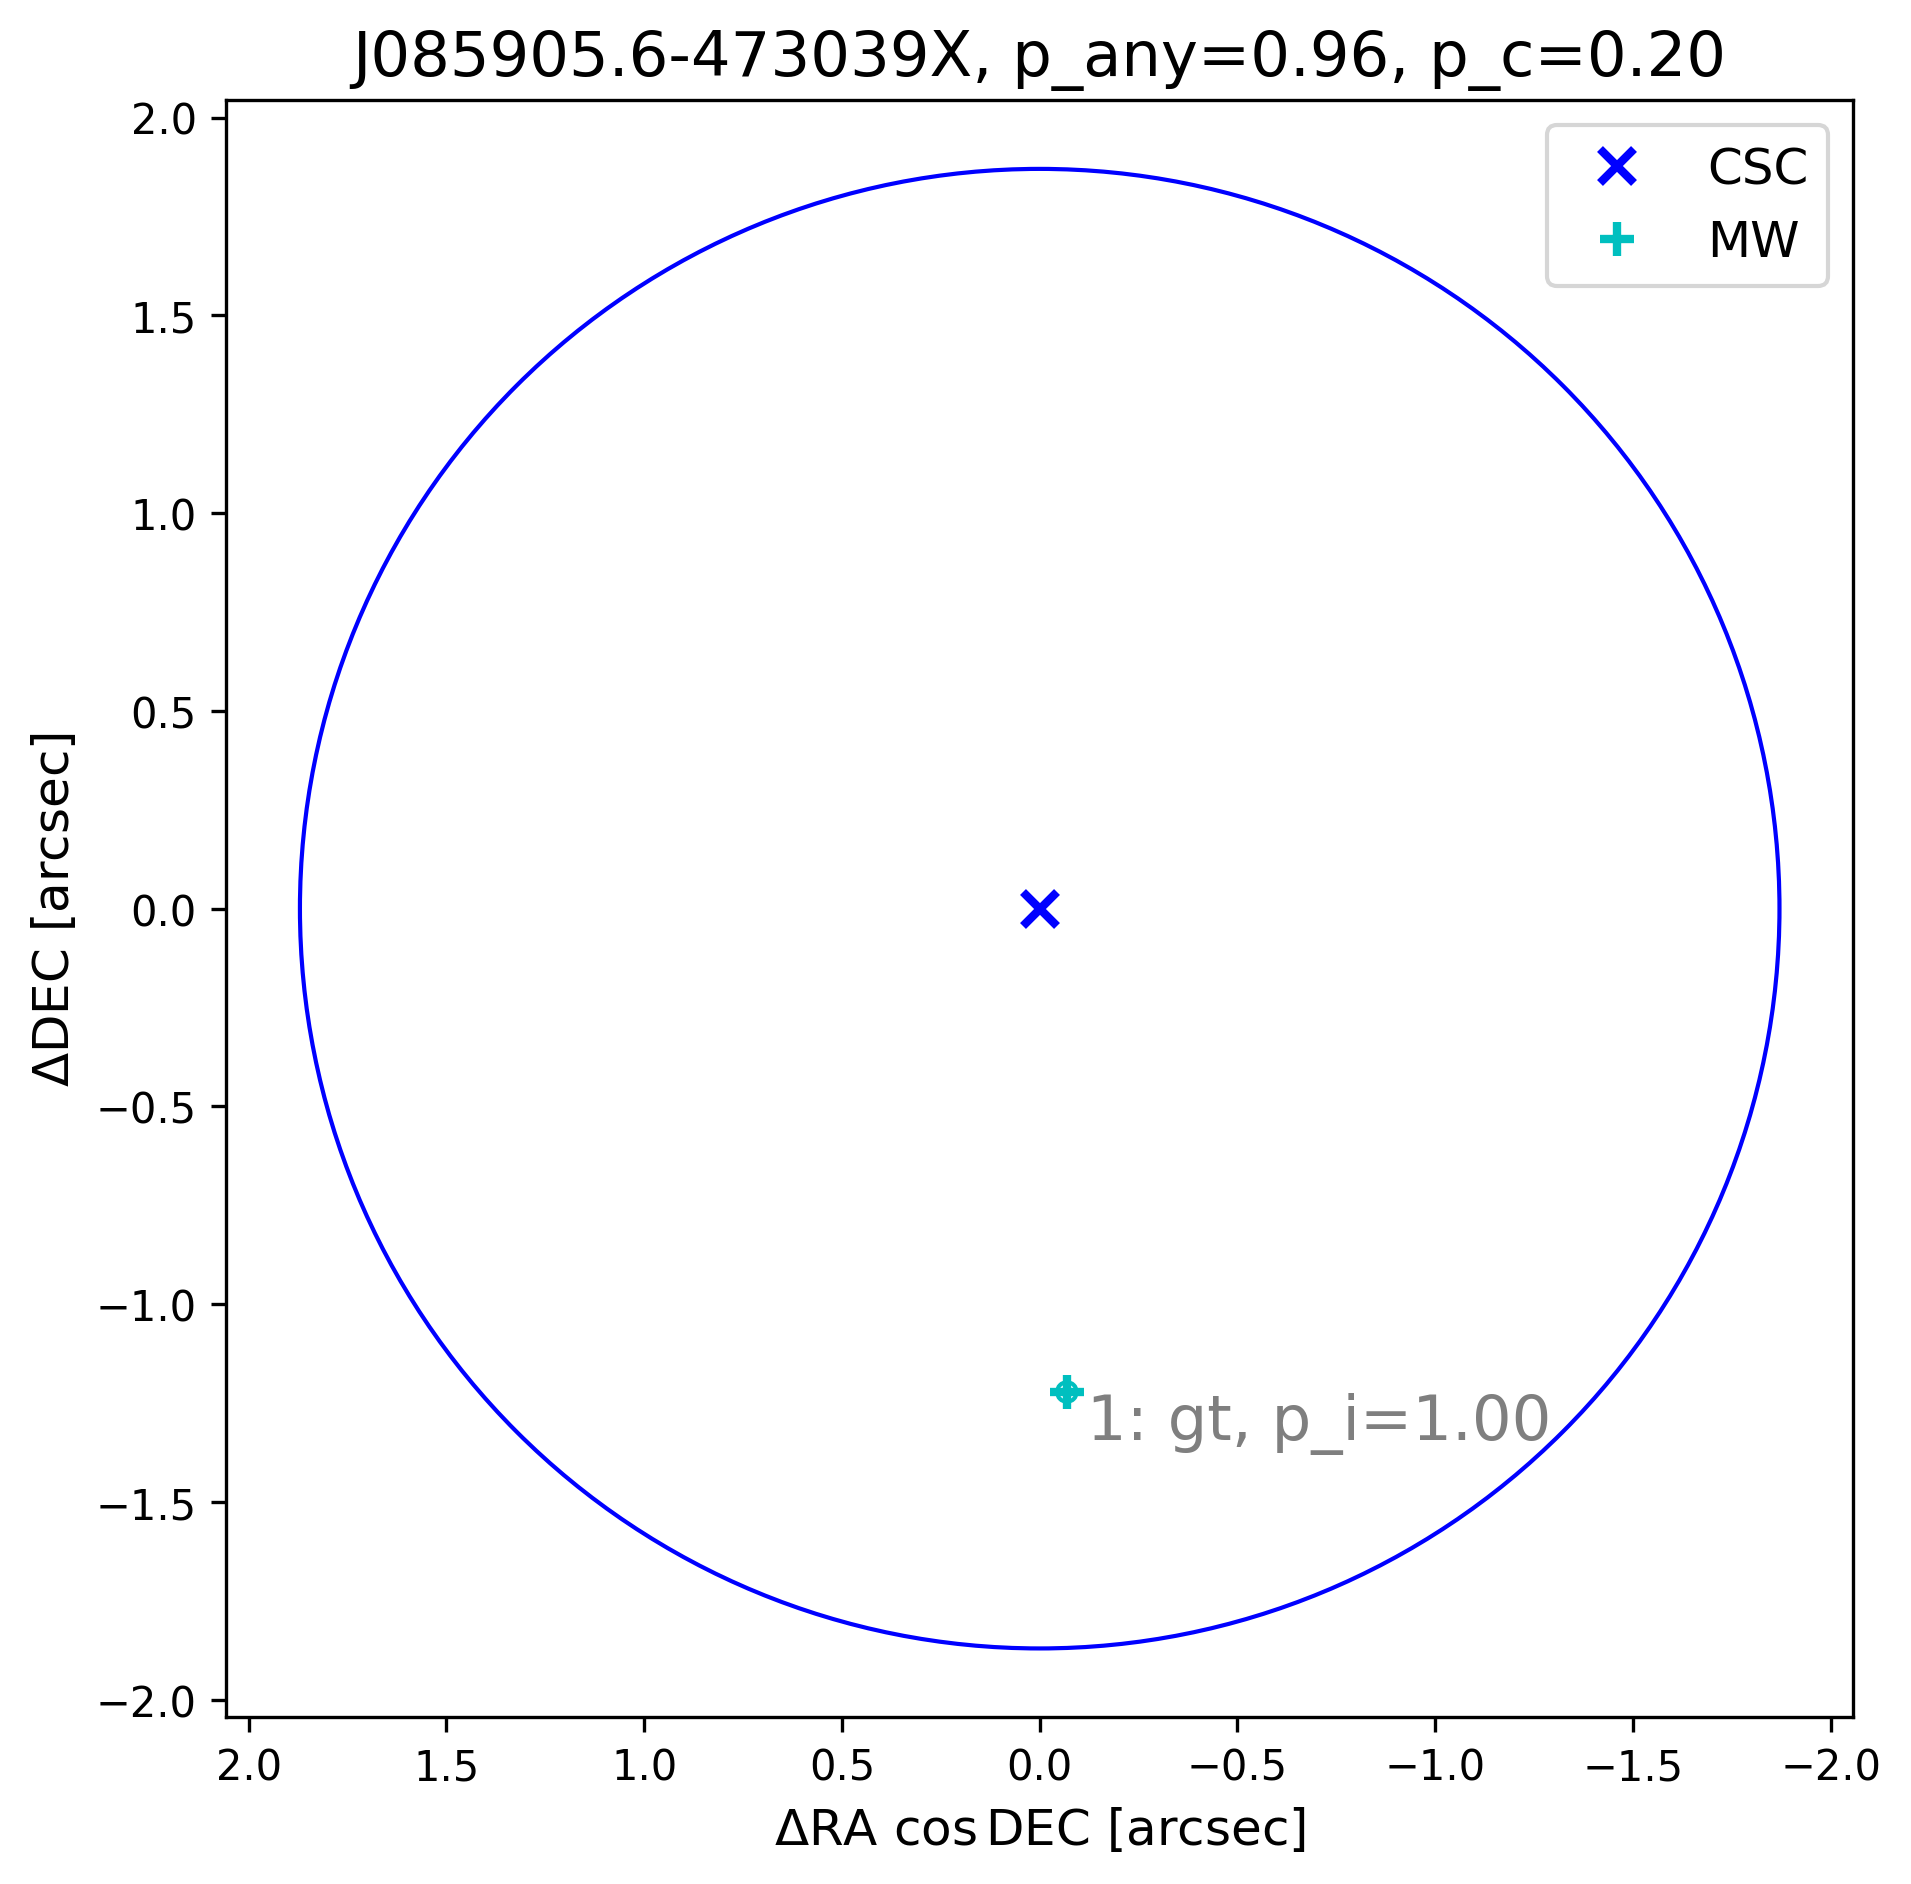 J085905.6-473039X, p_any=0.96, p_c=0.20
CSC
MW
2.0
1.5
1.0
0.5
0.0
−0.5
−1.0
−1.5
−2.0
ΔDEC [arcsec]
1: gt, p_i=1.00
2.0 1.5 1.0 0.5 0.0 −0.5 −1.0 −1.5 −2.0
ΔRA cos DEC [arcsec]